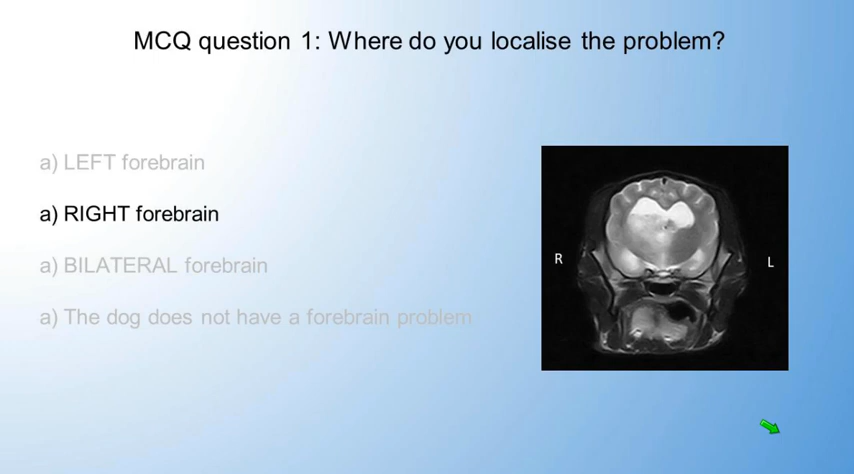 MCQ question 1: Where do you localise the problem?
a) LEFT forebrain
a) RIGHT forebrain
a) BILATERAL forebrain
a) The dog does not have a forebrain problem
R
L